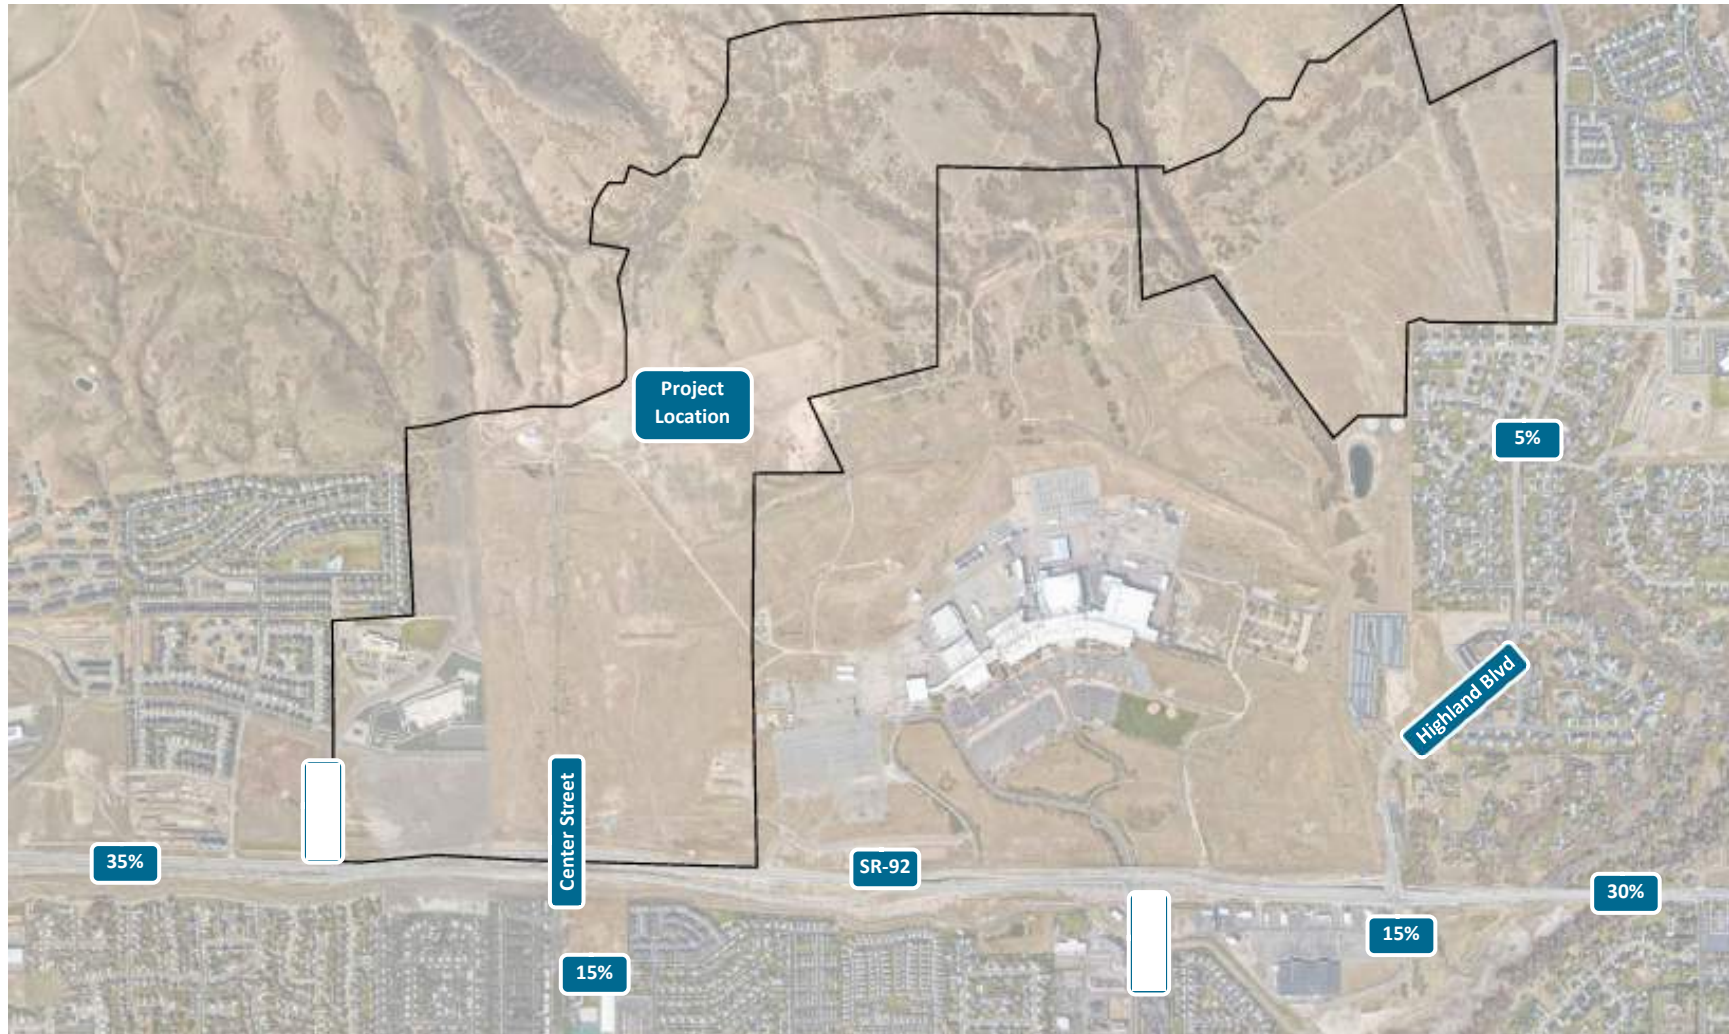 Project
Location
5%
Highland Blvd
Center Street
35%
SR-92
30%
15%
15%